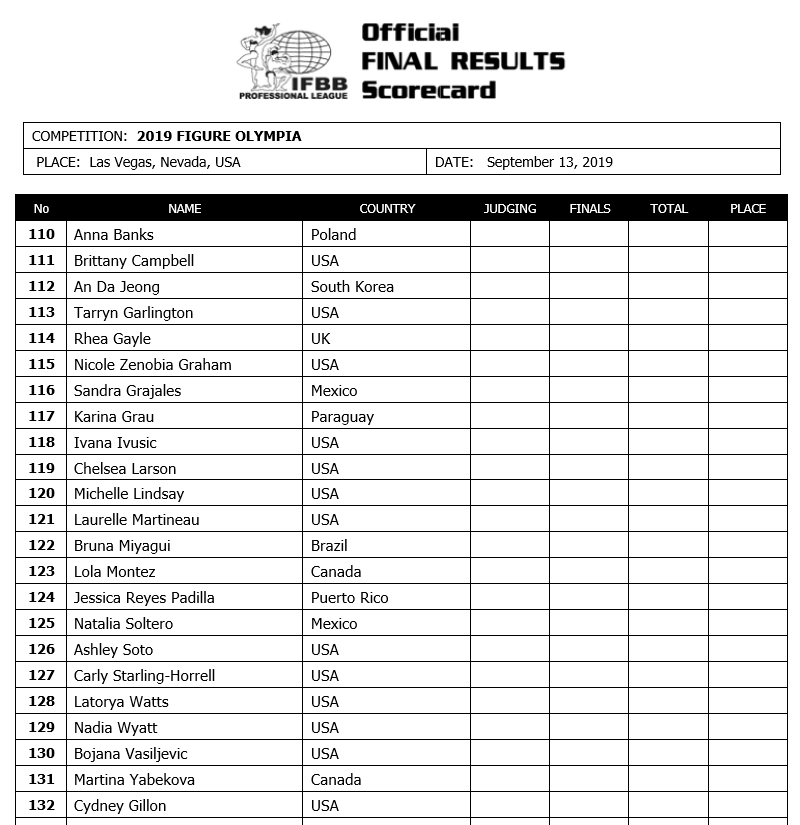 Official
FINAL RESULTS
Scorecard
IFBB
PROFESSIONAL LEAGUE
COMPETITION: 2019 FIGURE OLYMPIA
PLACE: Las Vegas, Nevada, USA DATE: September 13, 2019
No NAME COUNTRY JUDGING FINALS TOTAL PLACE
110 Anna Banks Poland
111 Brittany Campbell USA
112 An Da Jeong South Korea
113 Tarryn Garlington USA
114 Rhea Gayle UK
115 Nicole Zenobia Graham USA
116 Sandra Grajales Mexico
117 Karina Grau Paraguay
118 Ivana Ivusic USA
119 Chelsea Larson USA
120 Michelle Lindsay USA
121 Laurelle Martineau USA
122 Bruna Miyagui Brazil
123 Lola Montez Canada
124 Jessica Reyes Padilla Puerto Rico
125 Natalia Soltero Mexico
126 Ashley Soto USA
127 Carly Starling-Horrell USA
128 Latorya Watts USA
129 Nadia Wyatt USA
130 Bojana Vasiljevic USA
131 Martina Yabekova Canada
132 Cydney Gillon USA